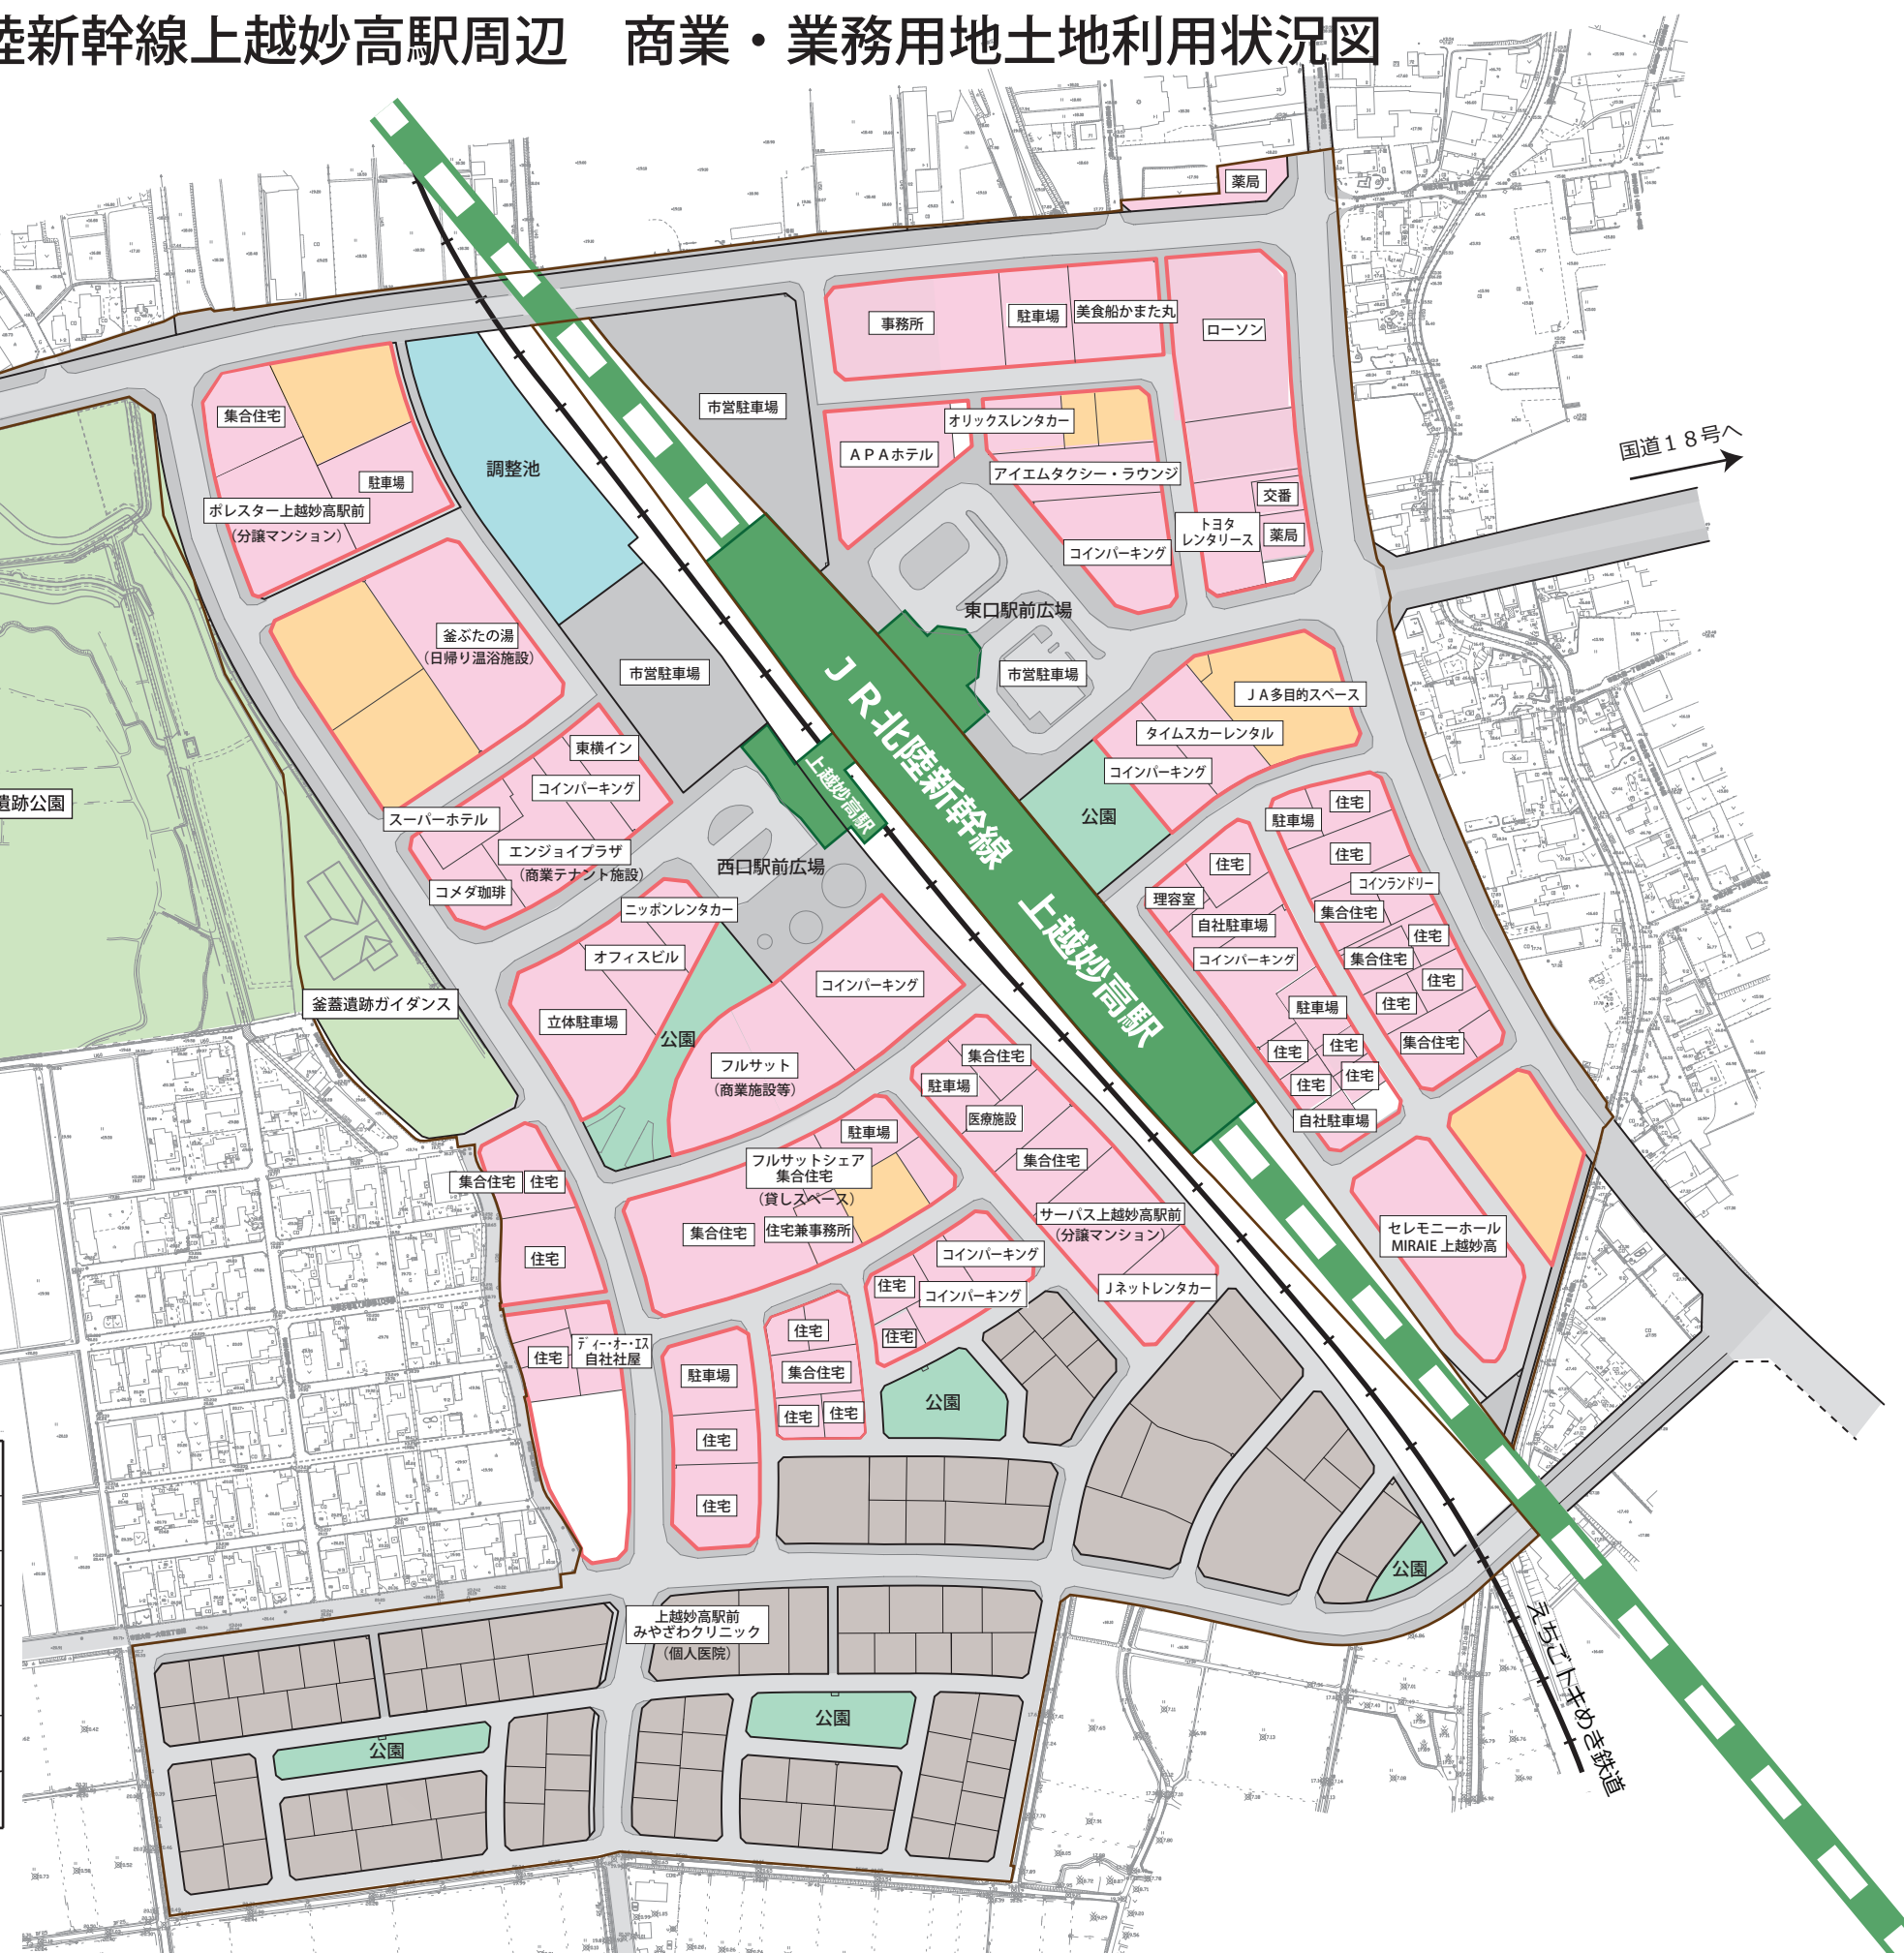 陸新幹線上越妙高駅周辺　商業・業務用地土地利用状況図
薬局
事務所
駐車場
美食船かまた丸
ローソン
市営駐車場
集合住宅
駐車場
ポレスター上越妙高駅前
（分譲マンション）
調整池
ＡＰＡホテル
オリックスレンタカー
アイエムタクシー・ラウンジ
コインパーキング
交番
トヨタ
レンタリース
薬局
国道１８号へ
東口駅前広場
市営駐車場
釜ぶたの湯
（日帰り温浴施設）
市営駐車場
ＪＡ多目的スペース
タイムスカーレンタル
コインパーキング
公園
東横イン
コインパーキング
スーパーホテル
エンジョイプラザ
（商業テナント施設）
コメダ珈琲
遺跡公園
上越妙高駅
ＪＲ北陸新幹線　上越妙高駅
西口駅前広場
ニッポンレンタカー
オフィスビル
立体駐車場
公園
コインパーキング
フルサット
（商業施設等）
釜蓋遺跡ガイダンス
住宅
駐車場
住宅
コインランドリー
集合住宅
住宅
集合住宅
住宅
住宅
集合住宅
住宅
理容室
自社駐車場
コインパーキング
駐車場
住宅
住宅
住宅
住宅
自社駐車場
集合住宅
駐車場
医療施設
集合住宅
サーパス上越妙高駅前
（分譲マンション）
Ｊネットレンタカー
セレモニーホール
MIRAIE 上越妙高
駐車場
フルサットシェア
集合住宅
（貸しスペース）
集合住宅
住宅兼事務所
集合住宅
住宅
住宅
コインパーキング
住宅
コインパーキング
住宅
住宅
ディー・オー・エス
自社社屋
駐車場
住宅
住宅
住宅
集合住宅
住宅
住宅
公園
公園
上越妙高駅前
みやざわクリニック
（個人医院）
公園
公園
えちごトキめき鉄道